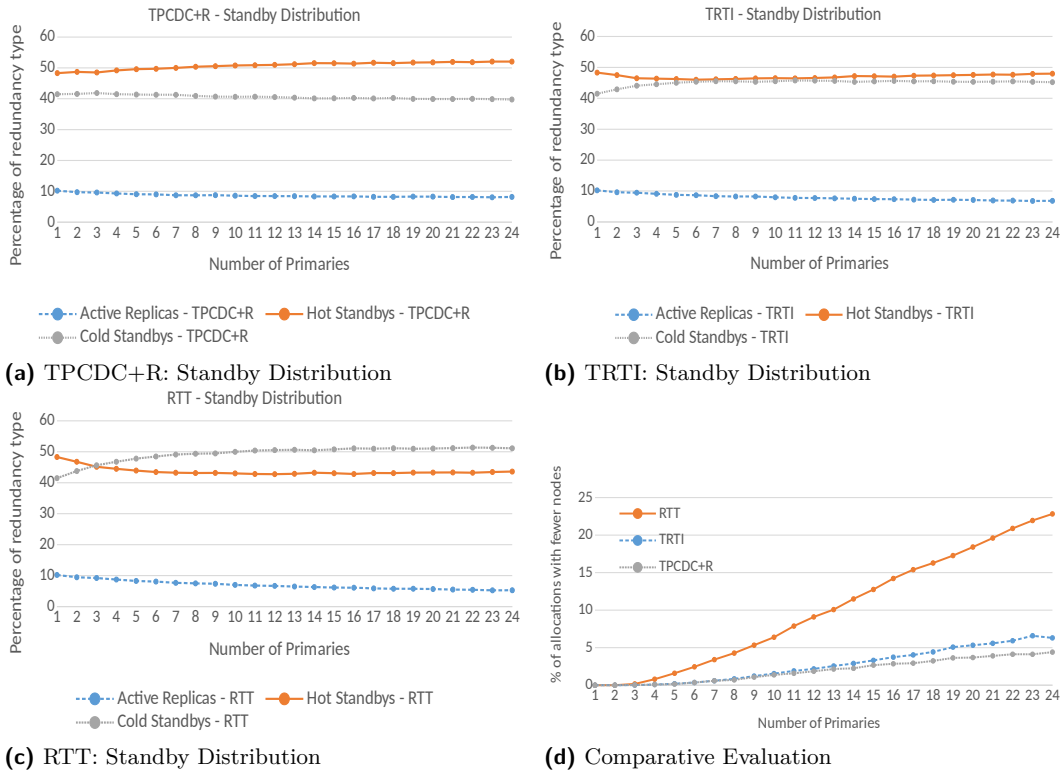 TPCDC+R - Standby Distribution
Percentage of redundancy type
60
50
40
30
20
10
0
1 2 3 4 5 6 7 8 9 10 11 12 13 14 15 16 17 18 19 20 21 22 23 24
Number of Primaries
Active Replicas - TPCDC+R
Hot Standbys - TPCDC+R
Cold Standbys - TPCDC+R
(a) TPCDC+R: Standby Distribution
TRTI - Standby Distribution
Percentage of redundancy type
60
50
40
30
20
10
0
1 2 3 4 5 6 7 8 9 10 11 12 13 14 15 16 17 18 19 20 21 22 23 24
Number of Primaries
Active Replicas - TRTI
Hot Standbys - TRTI
Cold Standbys - TRTI
(b) TRTI: Standby Distribution
RTT - Standby Distribution
Percentage of redundancy type
60
50
40
30
20
10
0
1 2 3 4 5 6 7 8 9 10 11 12 13 14 15 16 17 18 19 20 21 22 23 24
Number of Primaries
Active Replicas - RTT
Hot Standbys - RTT
Cold Standbys - RTT
(c) RTT: Standby Distribution
% of allocations with fewer nodes
25
20
15
10
5
0
RTT
TRTI
TPCDC+R
1 2 3 4 5 6 7 8 9 10 11 12 13 14 15 16 17 18 19 20 21 22 23 24
Number of Primaries
(d) Comparative Evaluation